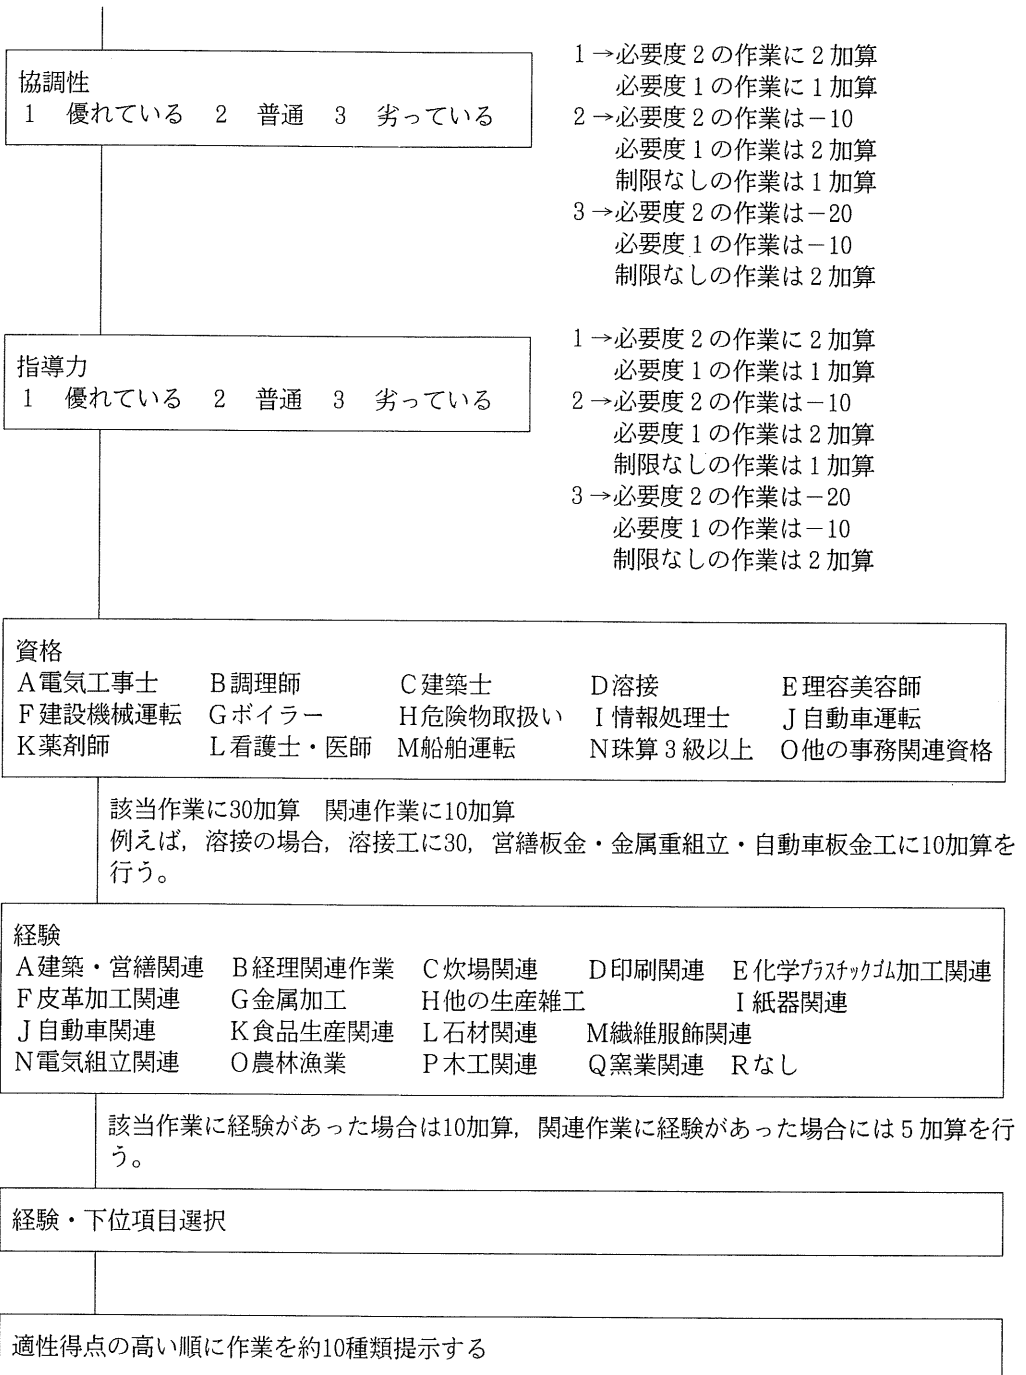 協調性
1 優れている 2 普通 3 劣っている
1→必要度2の作業に2加算
必要度1の作業に1加算
2→必要度2の作業は−10
必要度1の作業は2加算
制限なしの作業は1加算
3→必要度2の作業は−20
必要度1の作業は−10
制限なしの作業は2加算
指導力
1 優れている 2 普通 3 劣っている
1→必要度2の作業に2加算
必要度1の作業は1加算
2→必要度2の作業は−10
必要度1の作業は2加算
制限なしの作業は1加算
3→必要度2の作業は−20
必要度1の作業は−10
制限なしの作業は2加算
資格
A電気工事士 B調理師 C建築士 D溶接 E理容美容師
F建設機械運転 Gボイラー H危険物取扱い I情報処理士 J自動車運転
K薬剤師 L看護士・医師 M船舶運転 N珠算3級以上 O他の事務関連資格
該当作業に30加算 関連作業に10加算
例えば，溶接の場合，溶接工に30，営繕板金・金属重組立・自動車板金工に10加算を
行う。
経験
A建築・営繕関連 B経理関連作業 C炊場関連 D印刷関連 E化学プラスチックゴム加工関連
F皮革加工関連 G金属加工 H他の生産雑工 I紙器関連
J自動車関連 K食品生産関連 L石材関連 M繊維服飾関連
N電気組立関連 O農林漁業 P木工関連 Q窯業関連 Rなし
該当作業に経験があった場合は10加算，関連作業に経験があった場合には5加算を行
う。
経験・下位項目選択
適性得点の高い順に作業を約10種類提示する